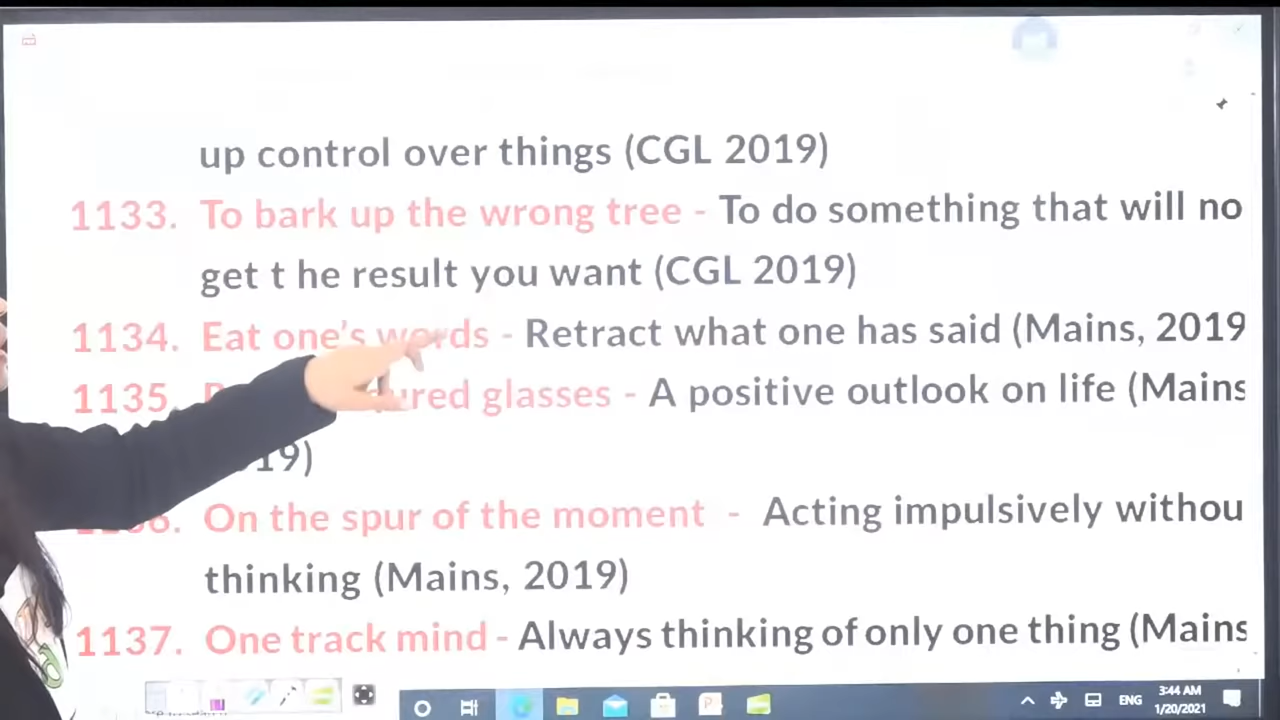 up control over things (CGL 2019)
1133. To bark up the wrong tree - To do something that will no
get t he result you want (CGL 2019)
1134. Eat one's words - Retract what one has said (Mains, 2019
1135. glasses - A positive outlook on life (Mains
19)
On the spur of the moment - Acting impulsively withou
thinking (Mains, 2019)
1137. One track mind - Always thinking of only one thing (Mains
ENG
3:44 AM
1/20/2021